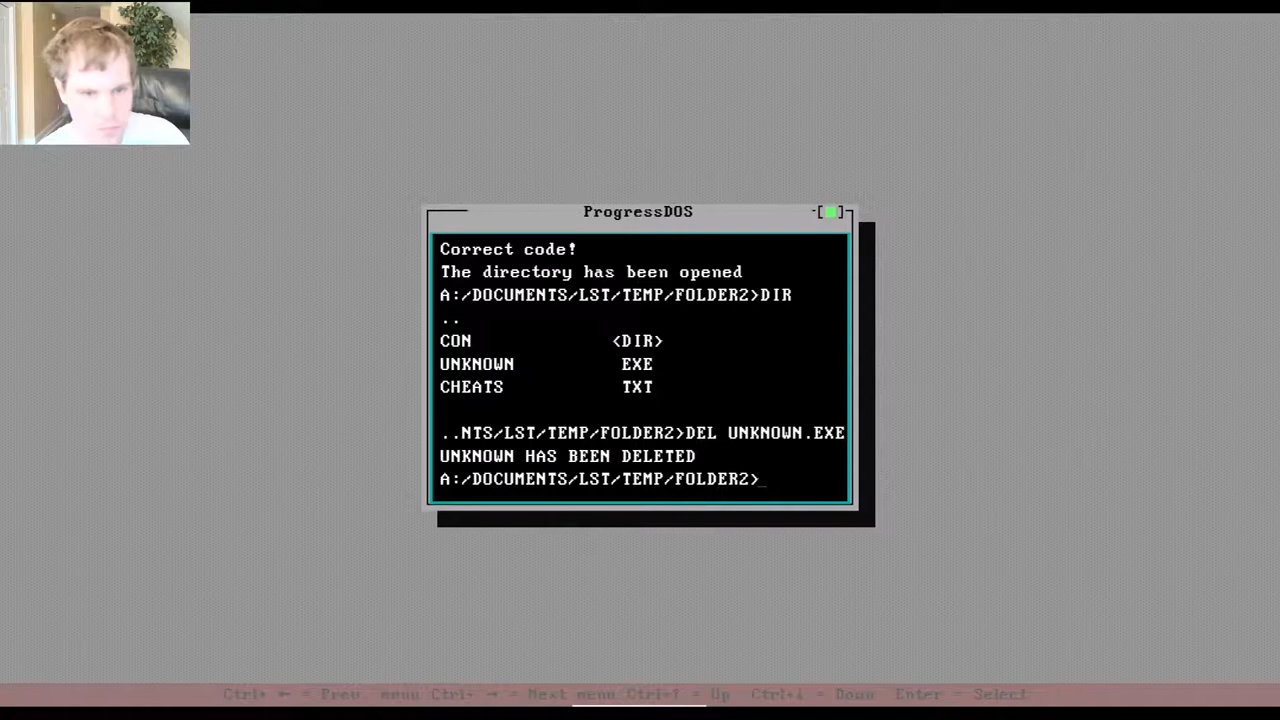 ProgressDOS
Correct code!
The directory has been opened
A:/DOCUMENTS/LST/TEMP/FOLDER2>DIR
..
CON <DIR>
UNKNOWN EXE
CHEATS TXT
..NTS/LST/TEMP/FOLDER2>DEL UNKNOWN.EXE
UNKNOWN HAS BEEN DELETED
A:/DOCUMENTS/LST/TEMP/FOLDER2>_
Ctrl+ ← = Prev. menu Ctrl- → = Next menu Ctrl-↑ = Up Ctrl+↓ = Down Enter = Select